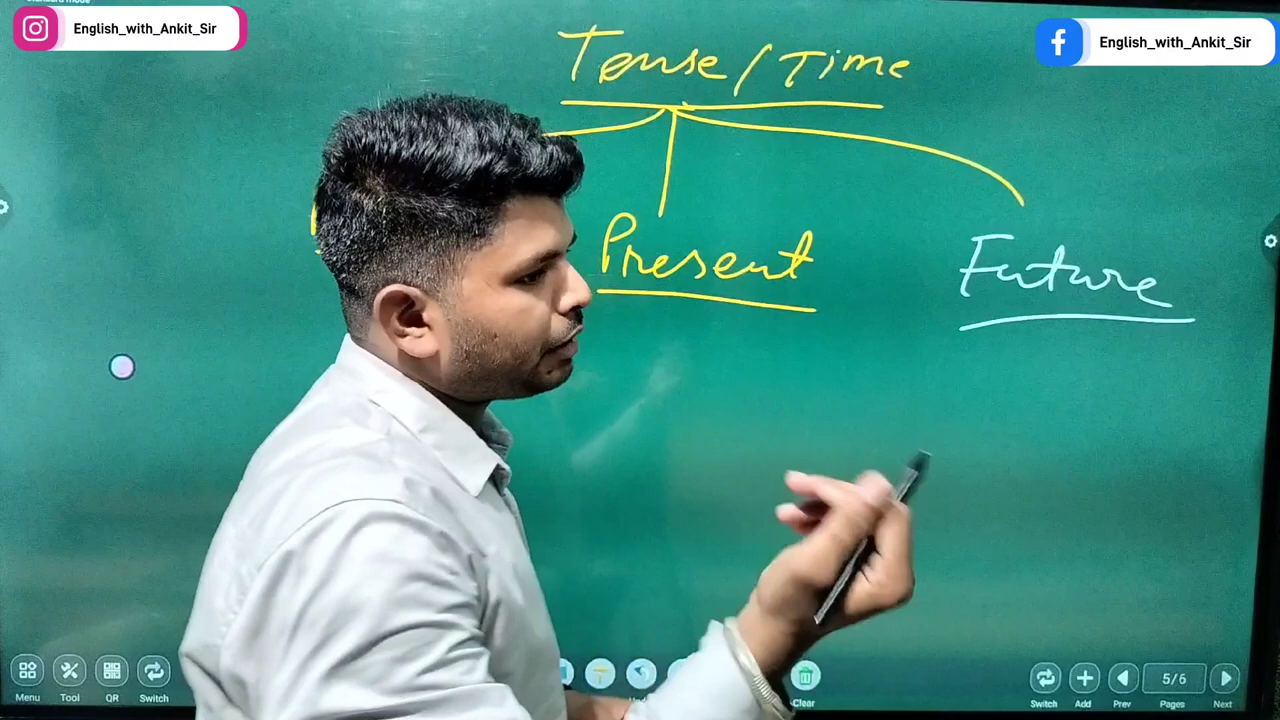 English_with_Ankit_Sir
English_with_Ankit_Sir
Tense/Time
Present
Future
Menu
Tool
QR
Switch
Clear
Switch
Add
Prev
5/6
Pages
Next